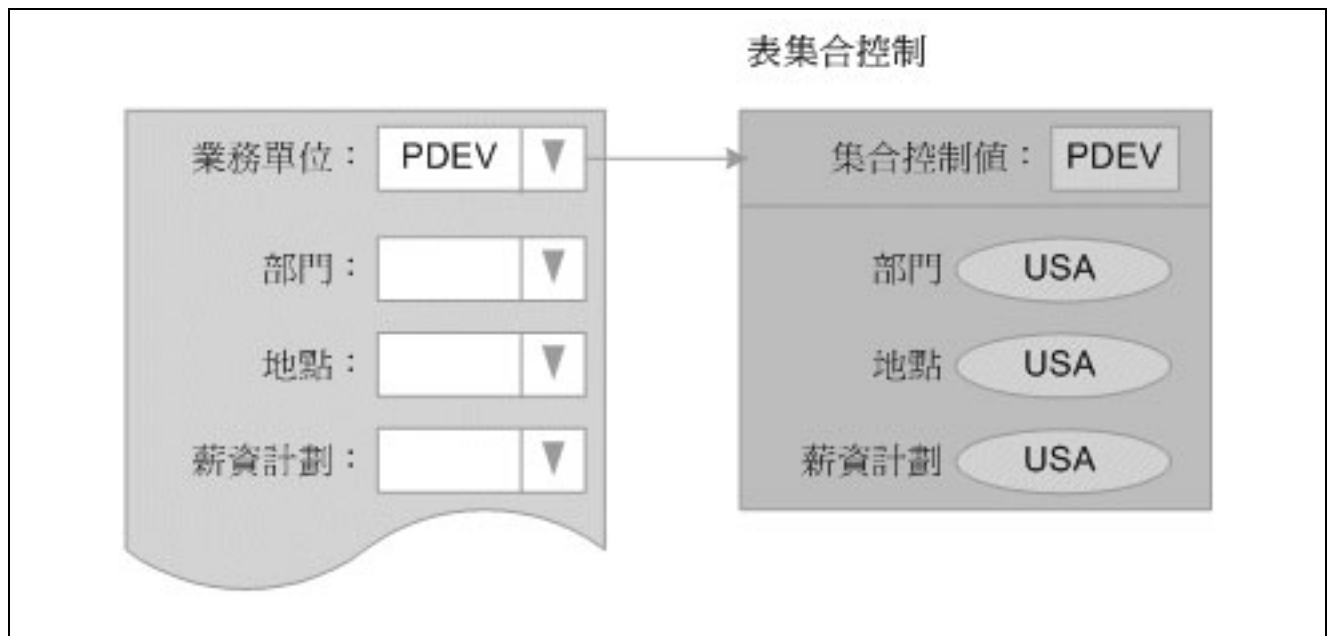 表集合控制
業務單位： PDEV
集合控制值： PDEV
部門：
部門 USA
地點：
地點 USA
薪資計劃：
薪資計劃 USA